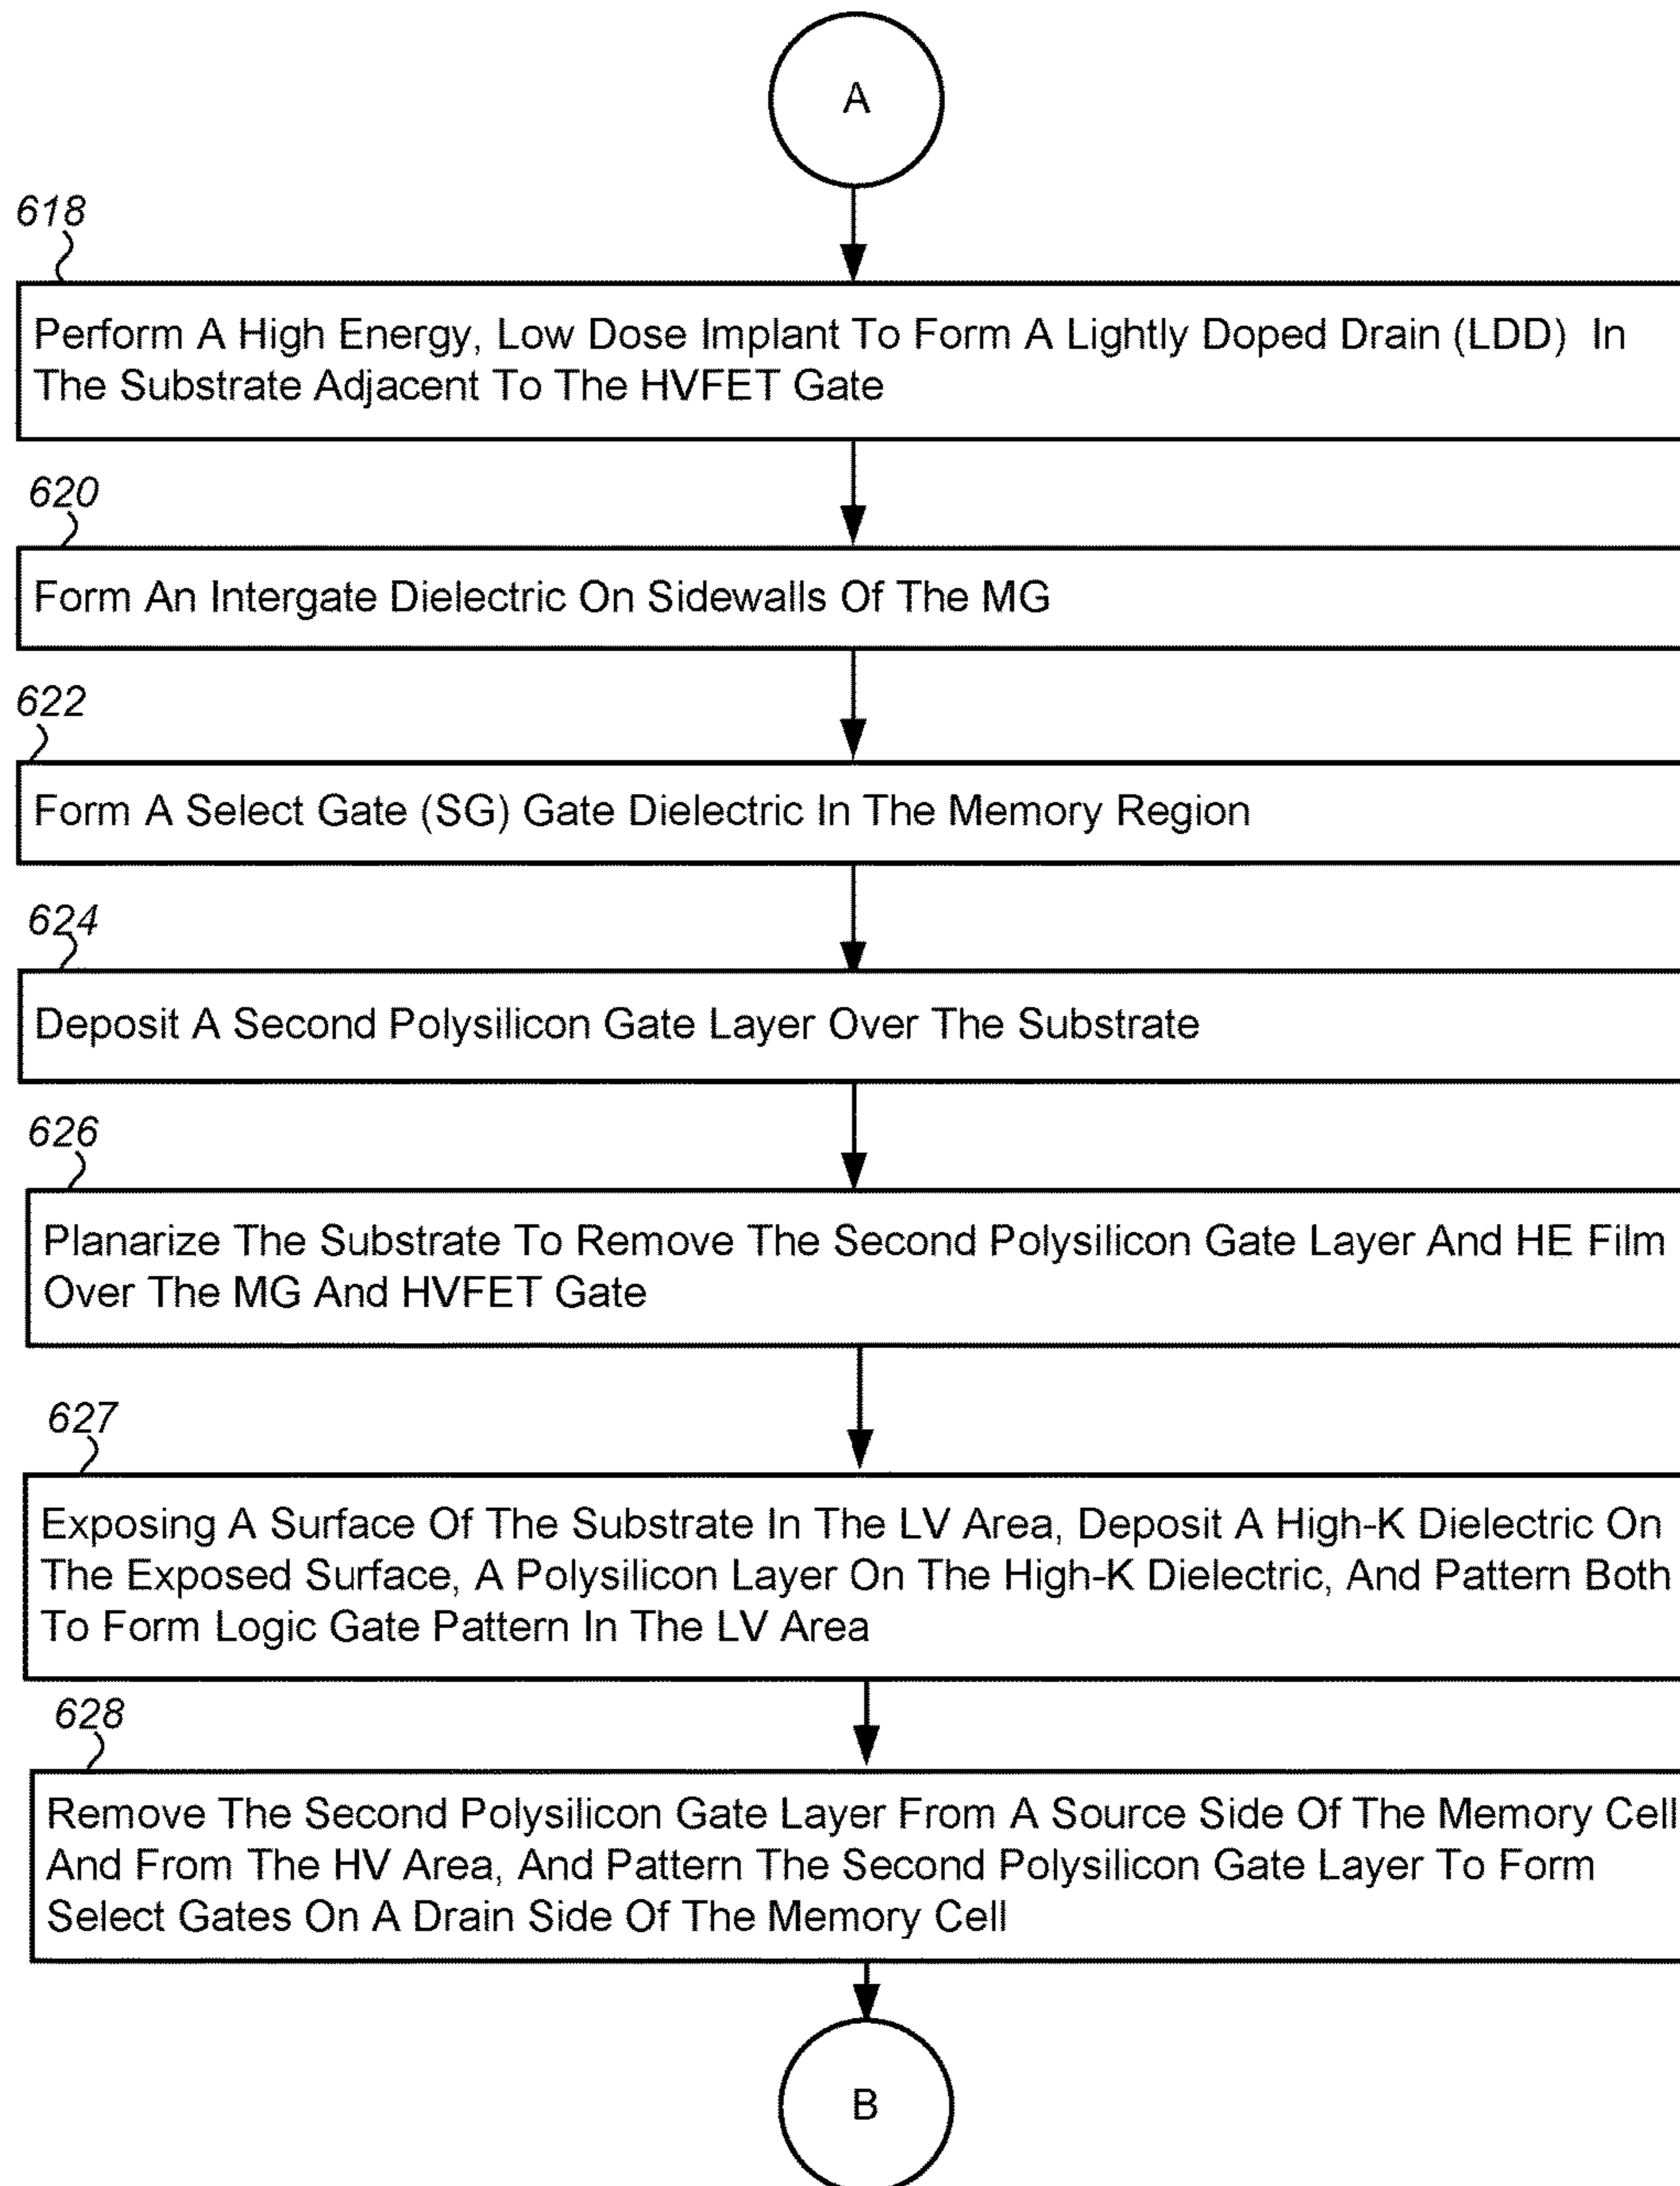 A
618
Perform A High Energy, Low Dose Implant To Form A Lightly Doped Drain (LDD) In
The Substrate Adjacent To The HVFET Gate
620
Form An Intergate Dielectric On Sidewalls Of The MG
622
Form A Select Gate (SG) Gate Dielectric In The Memory Region
624
Deposit A Second Polysilicon Gate Layer Over The Substrate
626
Planarize The Substrate To Remove The Second Polysilicon Gate Layer And HE Film
Over The MG And HVFET Gate
627
Exposing A Surface Of The Substrate In The LV Area, Deposit A High-K Dielectric On
The Exposed Surface, A Polysilicon Layer On The High-K Dielectric, And Pattern Both
To Form Logic Gate Pattern In The LV Area
628
Remove The Second Polysilicon Gate Layer From A Source Side Of The Memory Cell
And From The HV Area, And Pattern The Second Polysilicon Gate Layer To Form
Select Gates On A Drain Side Of The Memory Cell
B